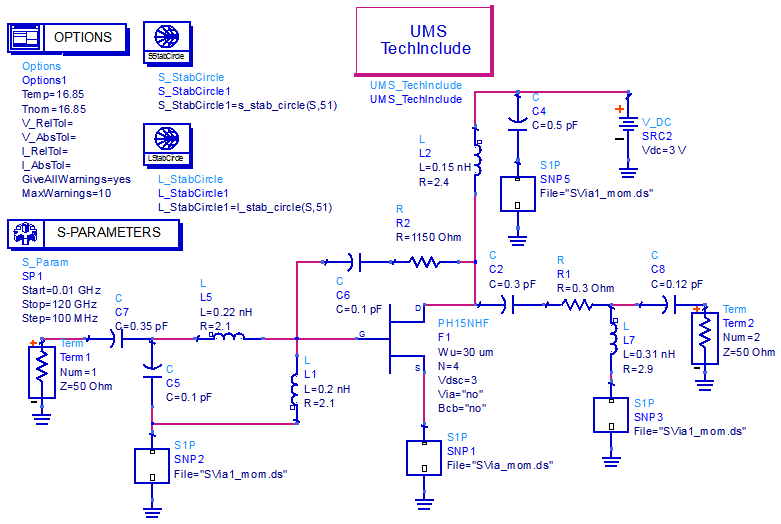 OPTIONS
Options
Options1
Temp=16.85
Tnom=16.85
V_RelTol=
V_AbsTol=
I_RelTol=
I_AbsTol=
GiveAllWarnings=yes
MaxWarnings=10
SStabCircle
S_StabCircle
S_StabCircle1
S_StabCircle1=s_stab_circle(S,51)
LStabCircle
L_StabCircle
L_StabCircle1
L_StabCircle1=l_stab_circle(S,51)
UMS
TechInclude
UMS_TechInclude
UMS_TechInclude
S-PARAMETERS
S_Param
SP1
Start=0.01 GHz
Stop=120 GHz
Step=100 MHz
C
C4
C=0.5 pF
V_DC
SRC2
Vdc=3 V
L
L2
L=0.15 nH
R=2.4
S1P
SNP5
File="SVia1_mom.ds"
R
R2
R=1150 Ohm
C
C6
C=0.1 pF
C
C2
C=0.3 pF
R
R1
R=0.3 Ohm
C
C8
C=0.12 pF
C
C7
C=0.35 pF
L
L5
L=0.22 nH
R=2.1
Term
Term1
Num=1
Z=50 Ohm
C
C5
C=0.1 pF
L
L1
L=0.2 nH
R=2.1
G
D
S
PH15NHF
F1
Wu=30 um
N=4
Vdsc=3
Via="no"
Bcb="no"
L
L7
L=0.31 nH
R=2.9
Term
Term2
Num=2
Z=50 Ohm
S1P
SNP2
File="SVia1_mom.ds"
S1P
SNP1
File="SVia_mom.ds"
S1P
SNP3
File="SVia1_mom.ds"